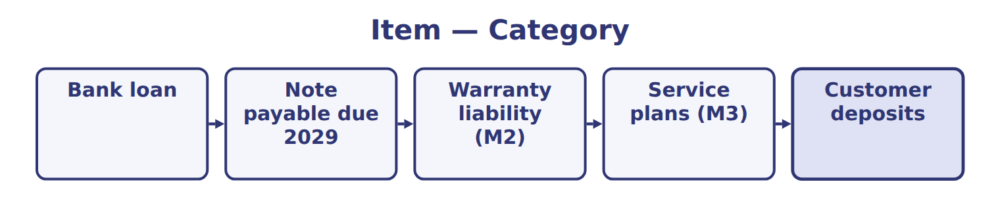 Item — Category
Bank loan
Note
payable due
2029
Warranty
liability
(M2)
Service
plans (M3)
Customer
deposits